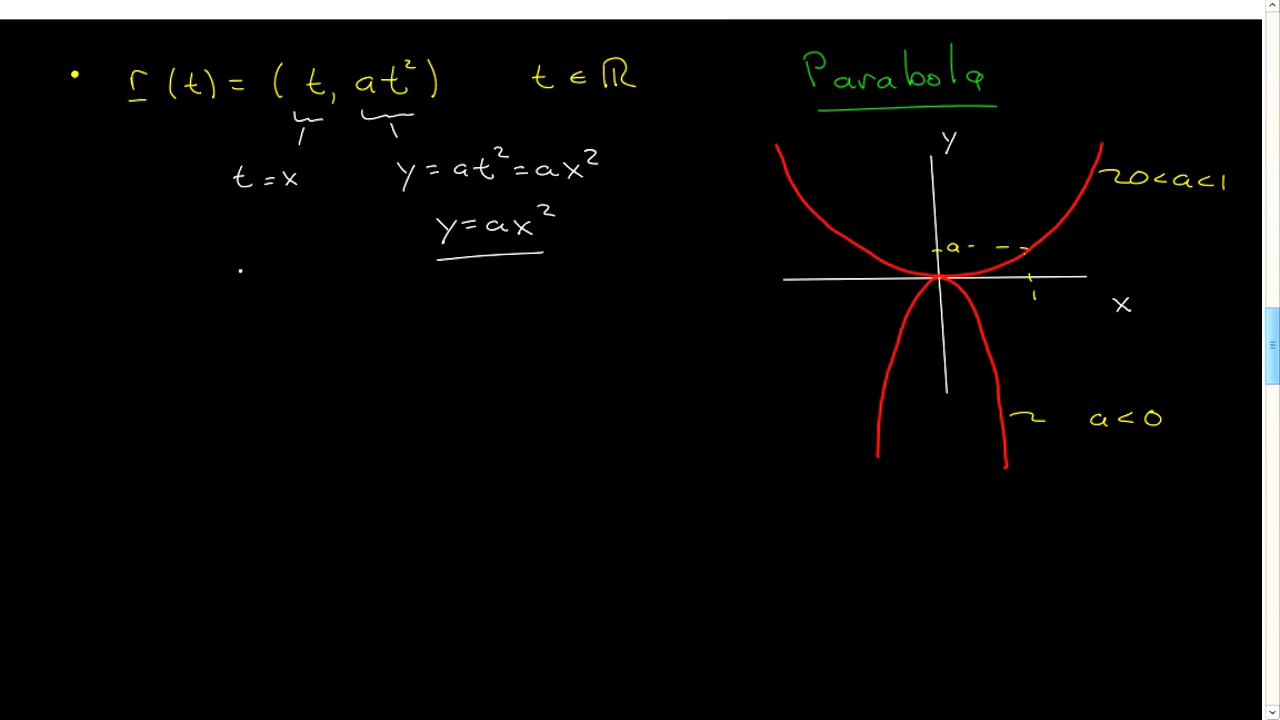 • r(t) = (t, at²)   t ∈ ℝ
t = x   y = at² = ax²
y = ax²
Parabola
y
~0<a<1
a
1
x
~ a<0